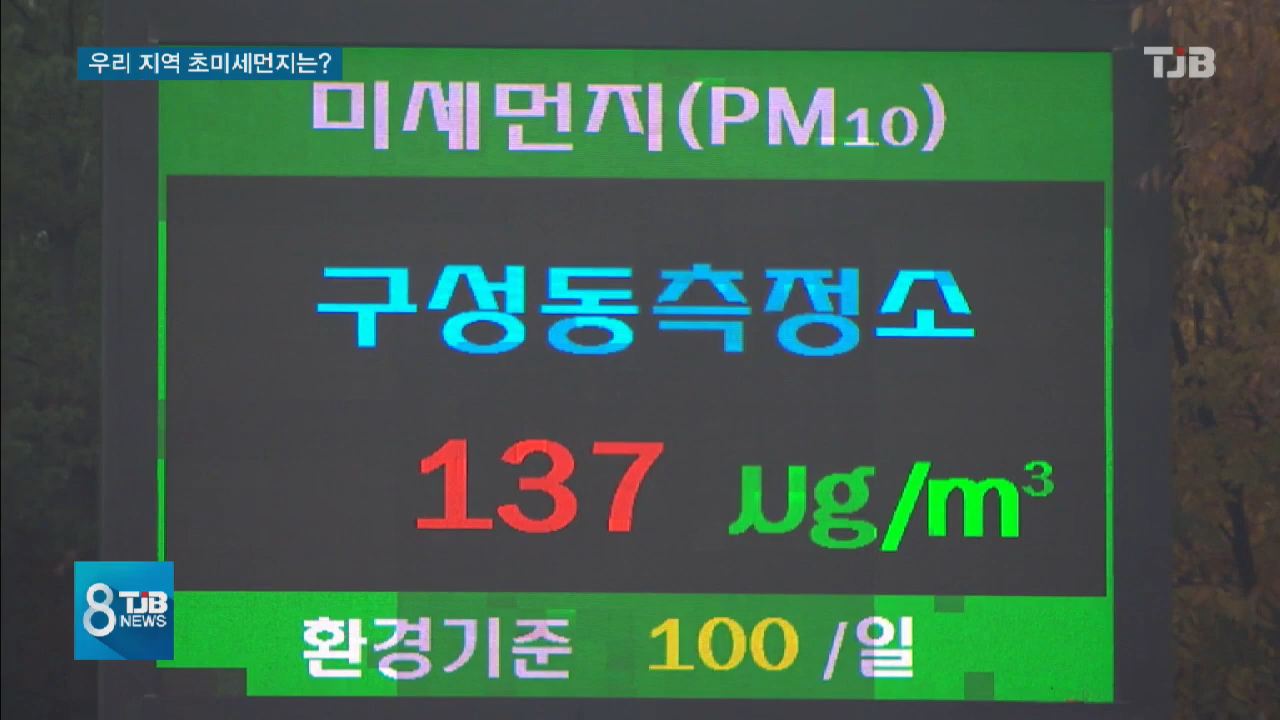 우리 지역 초미세먼지는?
TJB
미세먼지(PM10)
구성동측정소
137 μg/m³
환경기준 100 /일
8 TJB NEWS